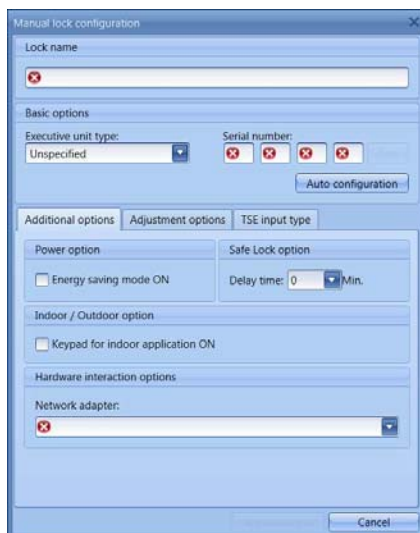 Manual lock configuration
Lock name
Basic options
Executive unit type:
Serial number:
Unspecified
Auto configuration
Additional options
Adjustment options
TSE input type
Power option
Safe Lock option
Energy saving mode ON
Delay time: 0 Min.
Indoor / Outdoor option
Keypad for indoor application ON
Hardware interaction options
Network adapter:
Cancel